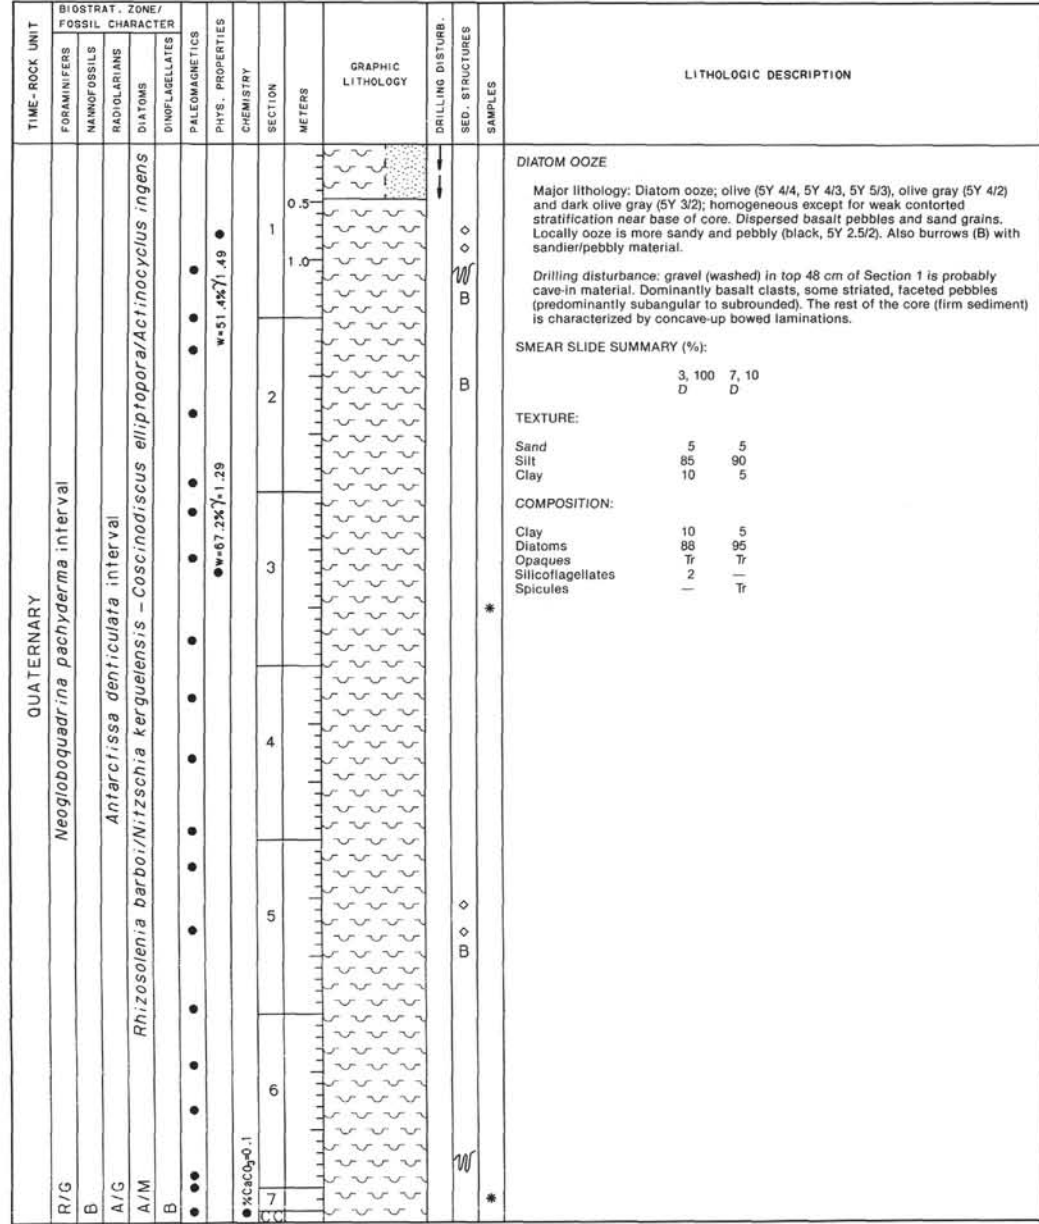 TIME-ROCK UNIT
BIOSTRAT. ZONE/
FOSSIL CHARACTER
FORAMINIFERS
NANNOFOSSILS
RADIOLARIANS
DIATOMS
DINOFLAGELLATES
PALEOMAGNETICS
PHYS. PROPERTIES
CHEMISTRY
SECTION
METERS
GRAPHIC
LITHOLOGY
DRILLING DISTURB.
SED. STRUCTURES
SAMPLES
LITHOLOGIC DESCRIPTION
QUATERNARY
Neogloboquadrina pachyderma interval
R/G
B
Antarctissa denticulata interval
A/G
Rhizosolenia barboi/Nitzschia kerguelensis – Coscinodiscus elliptopora/Actinocyclus ingens
A/M
B
w=51.4% γ1.49
w=67.2% γ=1.29
%CaCO₃=0.1
1
2
3
4
5
6
7
CC
0.5
1.0
B
B
B
*
*
DIATOM OOZE
Major lithology: Diatom ooze; olive (5Y 4/4, 5Y 4/3, 5Y 5/3), olive gray (5Y 4/2)
and dark olive gray (5Y 3/2); homogeneous except for weak contorted
stratification near base of core. Dispersed basalt pebbles and sand grains.
Locally ooze is more sandy and pebbly (black, 5Y 2.5/2). Also burrows (B) with
sandier/pebbly material.
Drilling disturbance: gravel (washed) in top 48 cm of Section 1 is probably
cave-in material. Dominantly basalt clasts, some striated, faceted pebbles
(predominantly subangular to subrounded). The rest of the core (firm sediment)
is characterized by concave-up bowed laminations.
SMEAR SLIDE SUMMARY (%):
3, 100 7, 10
D D
TEXTURE:
Sand 5 5
Silt 85 90
Clay 10 5
COMPOSITION:
Clay 10 5
Diatoms 88 95
Opaques Tr Tr
Silicoflagellates 2 —
Spicules — Tr